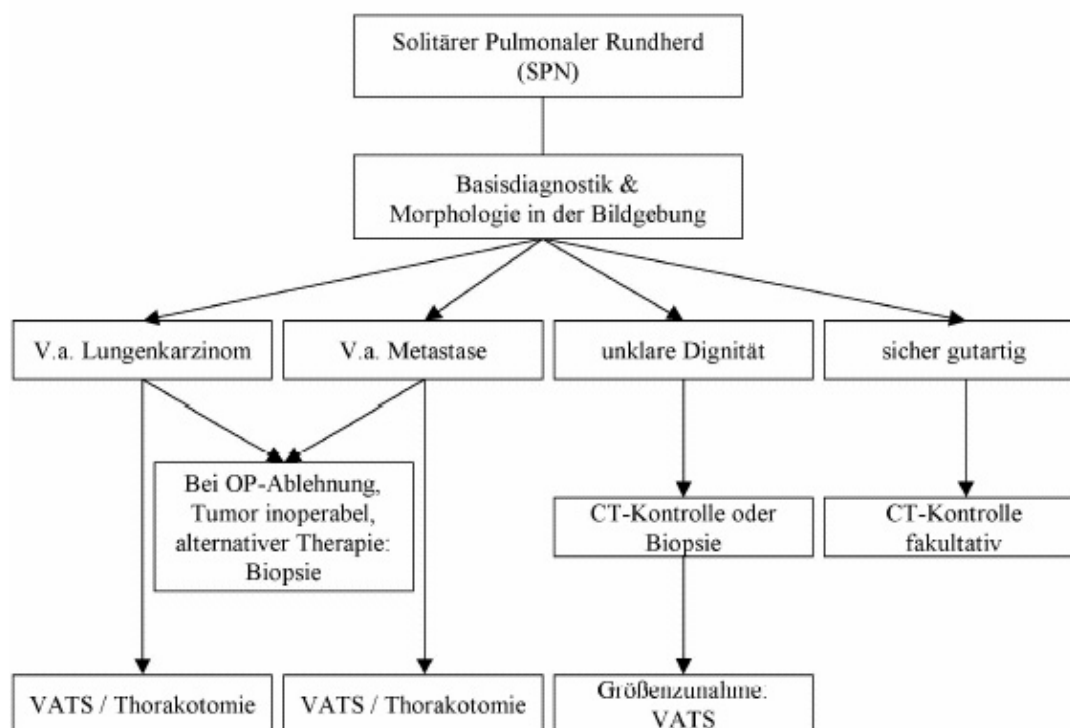 Solitärer Pulmonaler Rundherd
(SPN)
Basisdiagnostik &
Morphologie in der Bildgebung
V.a. Lungenkarzinom
V.a. Metastase
unklare Dignität
sicher gutartig
Bei OP-Ablehnung,
Tumor inoperabel,
alternativer Therapie:
Biopsie
CT-Kontrolle oder
Biopsie
CT-Kontrolle
fakultativ
VATS / Thorakotomie
VATS / Thorakotomie
Größenzunahme:
VATS